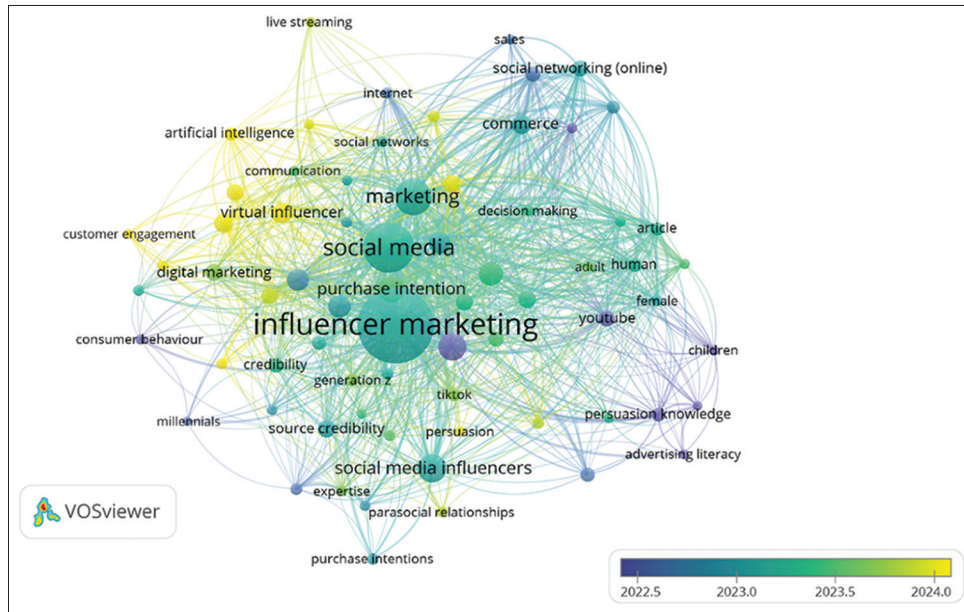 live streaming
sales
social networking (online)
internet
commerce
artificial intelligence
social networks
communication
marketing
virtual influencer
decision making
article
customer engagement
social media
digital marketing
adult
human
purchase intention
female
influencer marketing
youtube
consumer behaviour
children
credibility
generation z
tiktok
millennials
source credibility
persuasion
persuasion knowledge
advertising literacy
social media influencers
expertise
parasocial relationships
purchase intentions
VOSviewer
2022.5
2023.0
2023.5
2024.0